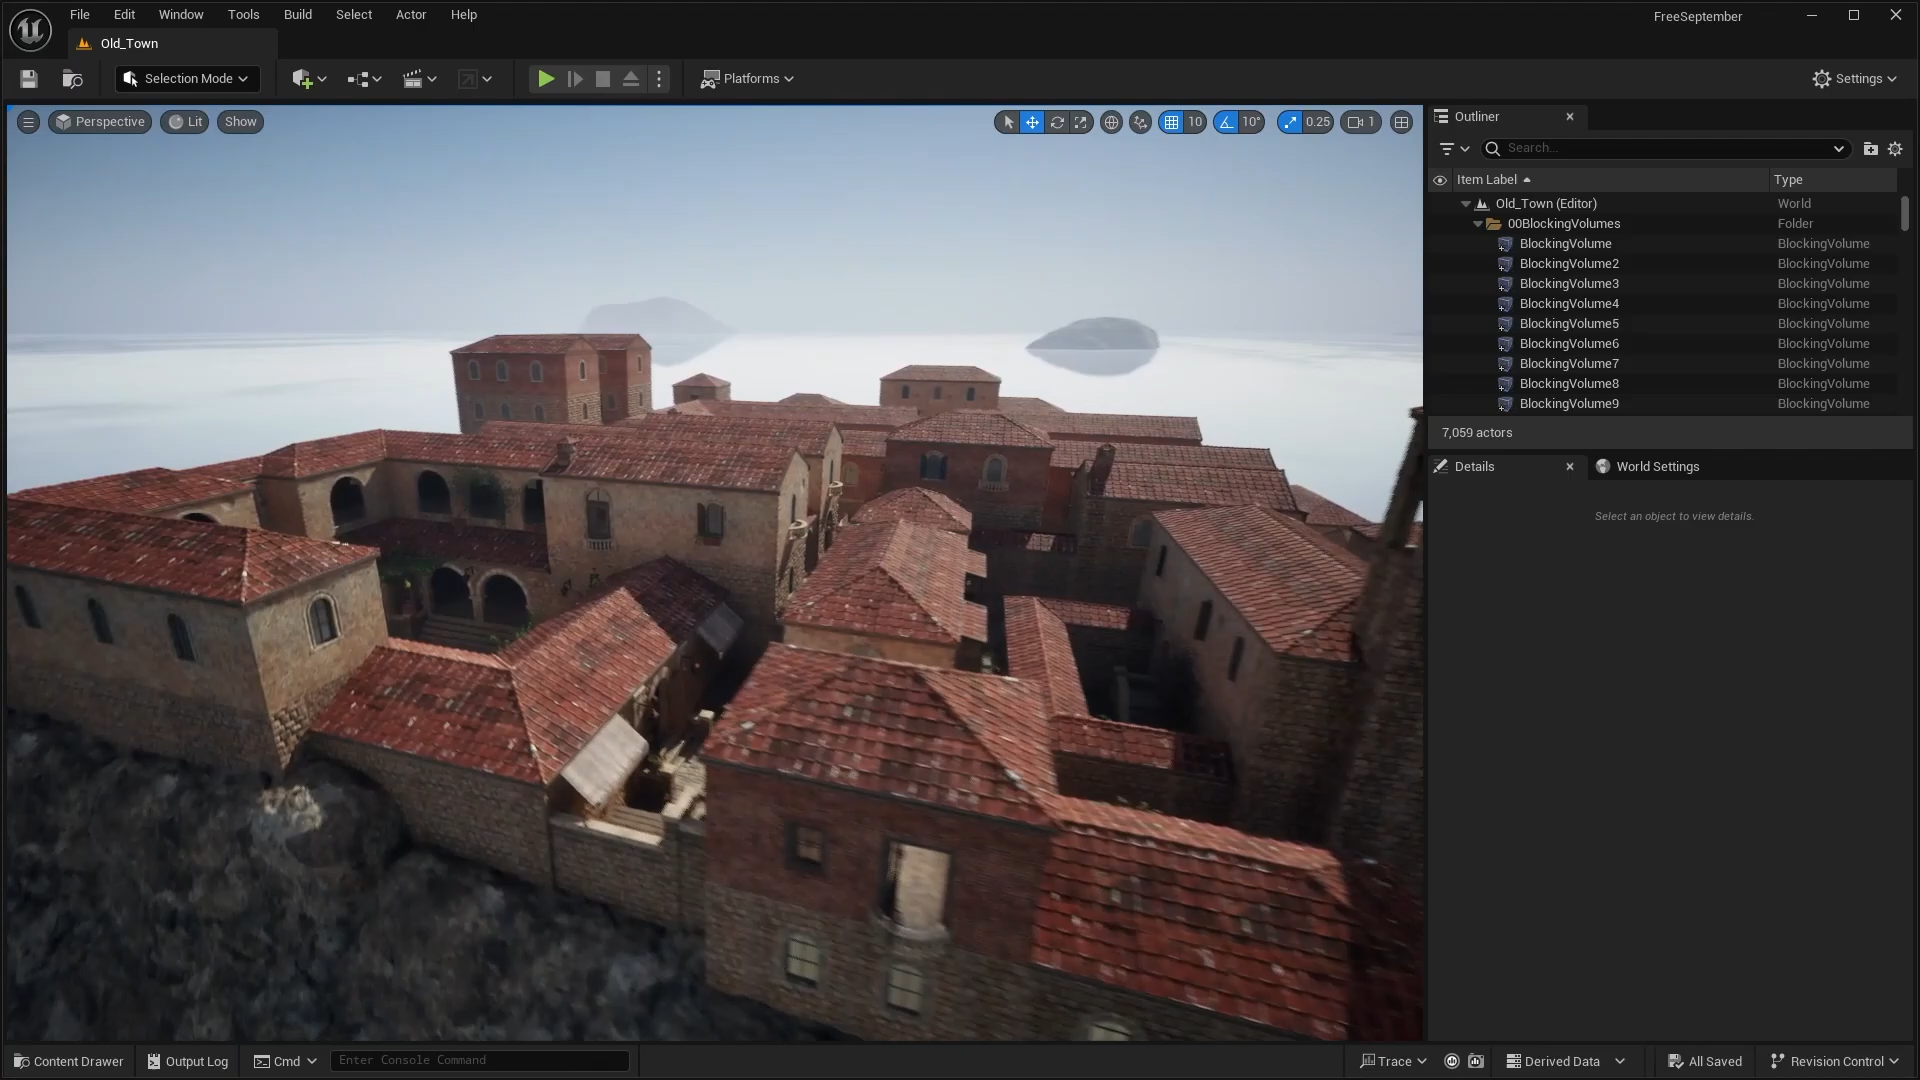 File Edit Window Tools Build Select Actor Help
FreeSeptember
Old_Town
Selection Mode
Platforms
Settings
Perspective Lit Show
10 10° 0.25 1
Outliner
Search...
Item Label Type
Old_Town (Editor) World
00BlockingVolumes Folder
BlockingVolume BlockingVolume
BlockingVolume2 BlockingVolume
BlockingVolume3 BlockingVolume
BlockingVolume4 BlockingVolume
BlockingVolume5 BlockingVolume
BlockingVolume6 BlockingVolume
BlockingVolume7 BlockingVolume
BlockingVolume8 BlockingVolume
BlockingVolume9 BlockingVolume
7,059 actors
Details World Settings
Select an object to view details.
Content Drawer Output Log Cmd Enter Console Command Trace Derived Data All Saved Revision Control